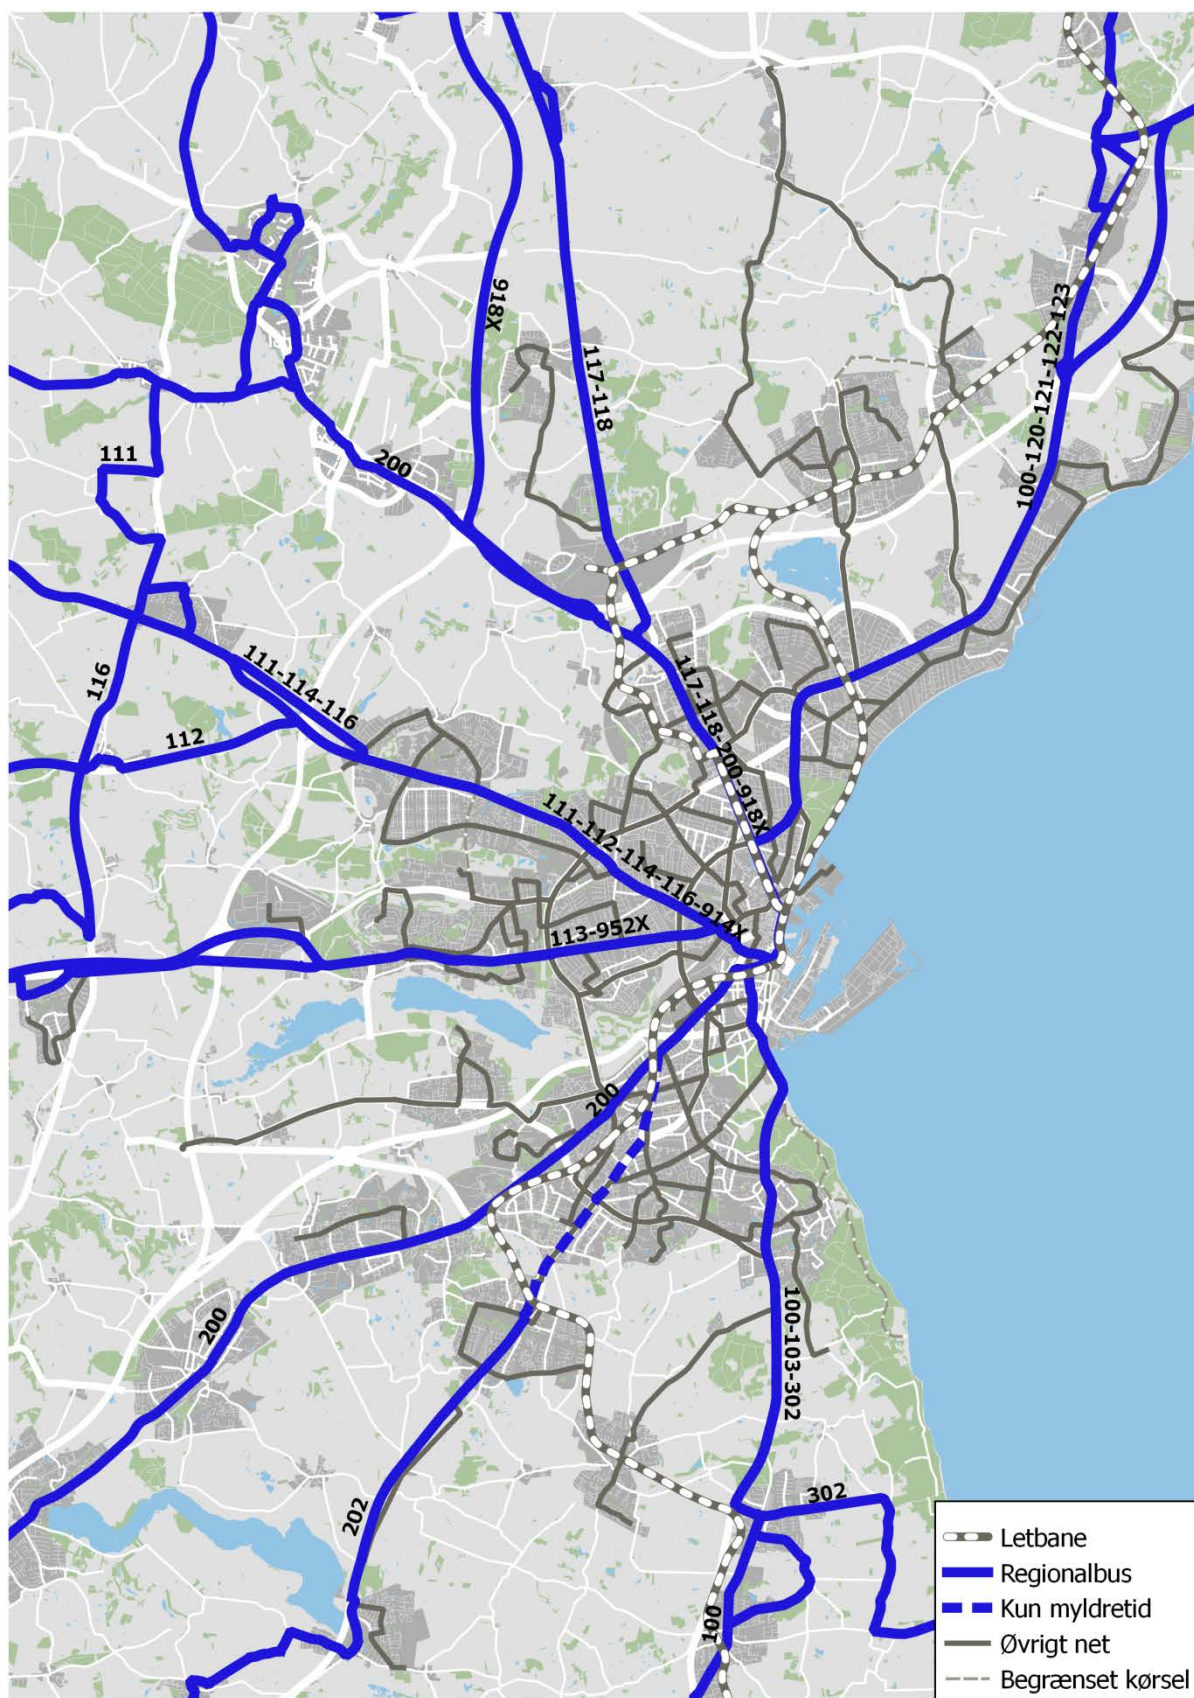 918X
117-118
100-120-121-122-123
111
200
116
111-114-116
112
117-118-200-918X
111-112-114-116-914X
113-952X
200
200
100-103-302
202
302
100
Letbane
Regionalbus
Kun myldretid
Øvrigt net
Begrænset kørsel